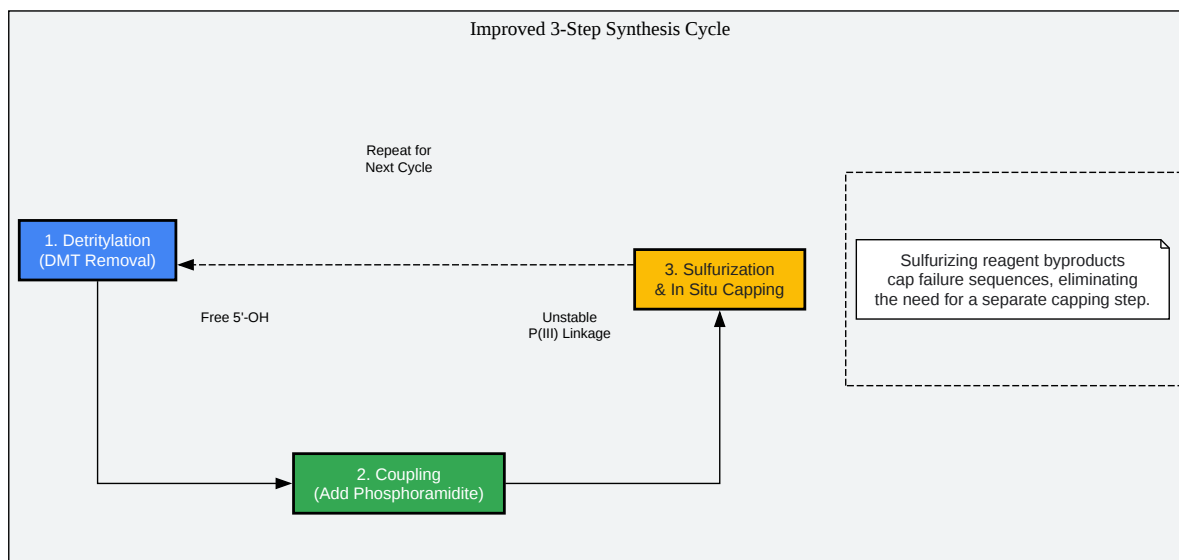 Improved 3-Step Synthesis Cycle
Repeat for
Next Cycle
1. Detritylation
(DMT Removal)
3. Sulfurization
& In Situ Capping
Sulfurizing reagent byproducts
cap failure sequences, eliminating
the need for a separate capping step.
Free 5'-OH
Unstable
P(III) Linkage
2. Coupling
(Add Phosphoramidite)